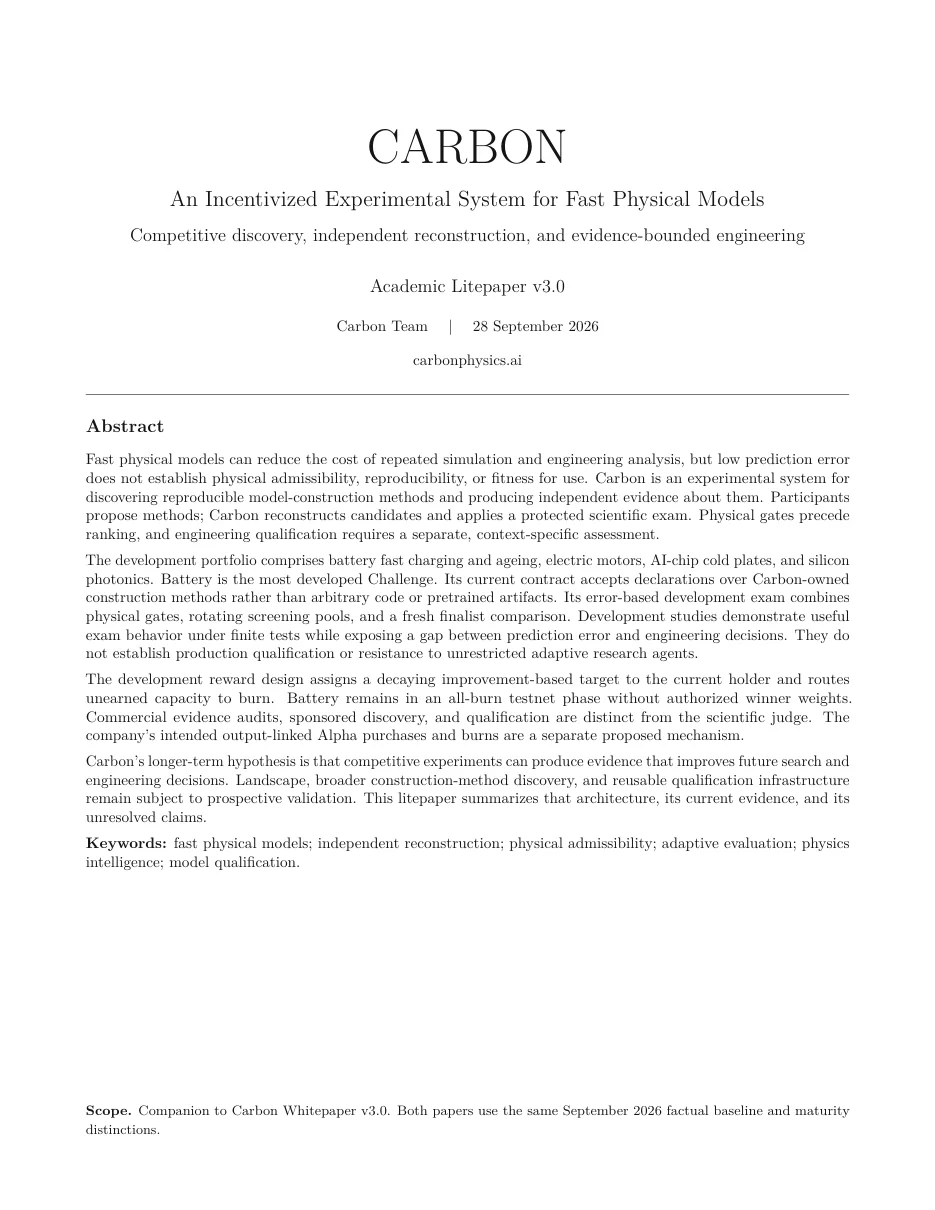 CARBON
An Incentivized Experimental System for Fast Physical Models
Competitive discovery, independent reconstruction, and evidence-bounded engineering
Academic Litepaper v3.0
Carbon Team | 28 September 2026
carbonphysics.ai
Abstract
Fast physical models can reduce the cost of repeated simulation and engineering analysis, but low prediction error
does not establish physical admissibility, reproducibility, or fitness for use. Carbon is an experimental system for
discovering reproducible model-construction methods and producing independent evidence about them. Participants
propose methods; Carbon reconstructs candidates and applies a protected scientific exam. Physical gates precede
ranking, and engineering qualification requires a separate, context-specific assessment.
The development portfolio comprises battery fast charging and ageing, electric motors, AI-chip cold plates, and silicon
photonics. Battery is the most developed Challenge. Its current contract accepts declarations over Carbon-owned
construction methods rather than arbitrary code or pretrained artifacts. Its error-based development exam combines
physical gates, rotating screening pools, and a fresh finalist comparison. Development studies demonstrate useful
exam behavior under finite tests while exposing a gap between prediction error and engineering decisions. They do
not establish production qualification or resistance to unrestricted adaptive research agents.
The development reward design assigns a decaying improvement-based target to the current holder and routes
unearned capacity to burn. Battery remains in an all-burn testnet phase without authorized winner weights.
Commercial evidence audits, sponsored discovery, and qualification are distinct from the scientific judge. The
company's intended output-linked Alpha purchases and burns are a separate proposed mechanism.
Carbon's longer-term hypothesis is that competitive experiments can produce evidence that improves future search and
engineering decisions. Landscape, broader construction-method discovery, and reusable qualification infrastructure
remain subject to prospective validation. This litepaper summarizes that architecture, its current evidence, and its
unresolved claims.
Keywords: fast physical models; independent reconstruction; physical admissibility; adaptive evaluation; physics
intelligence; model qualification.
Scope. Companion to Carbon Whitepaper v3.0. Both papers use the same September 2026 factual baseline and maturity
distinctions.